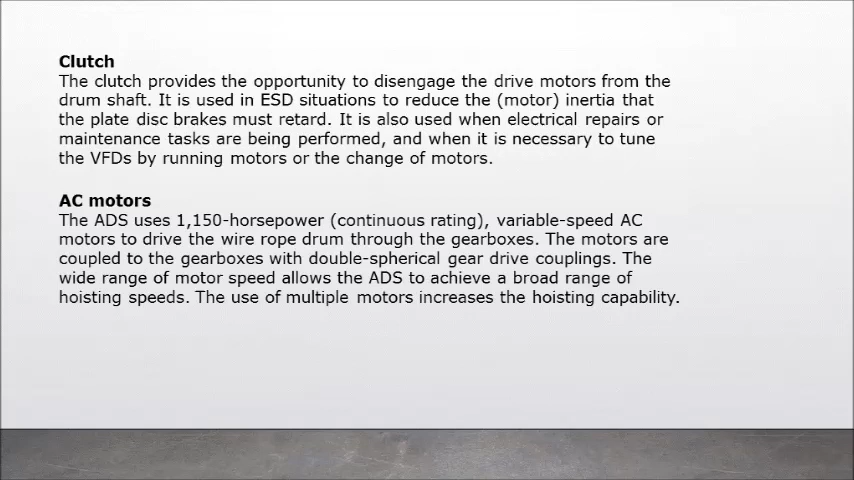 Clutch
The clutch provides the opportunity to disengage the drive motors from the
drum shaft. It is used in ESD situations to reduce the (motor) inertia that
the plate disc brakes must retard. It is also used when electrical repairs or
maintenance tasks are being performed, and when it is necessary to tune
the VFDs by running motors or the change of motors.
AC motors
The ADS uses 1,150-horsepower (continuous rating), variable-speed AC
motors to drive the wire rope drum through the gearboxes. The motors are
coupled to the gearboxes with double-spherical gear drive couplings. The
wide range of motor speed allows the ADS to achieve a broad range of
hoisting speeds. The use of multiple motors increases the hoisting capability.